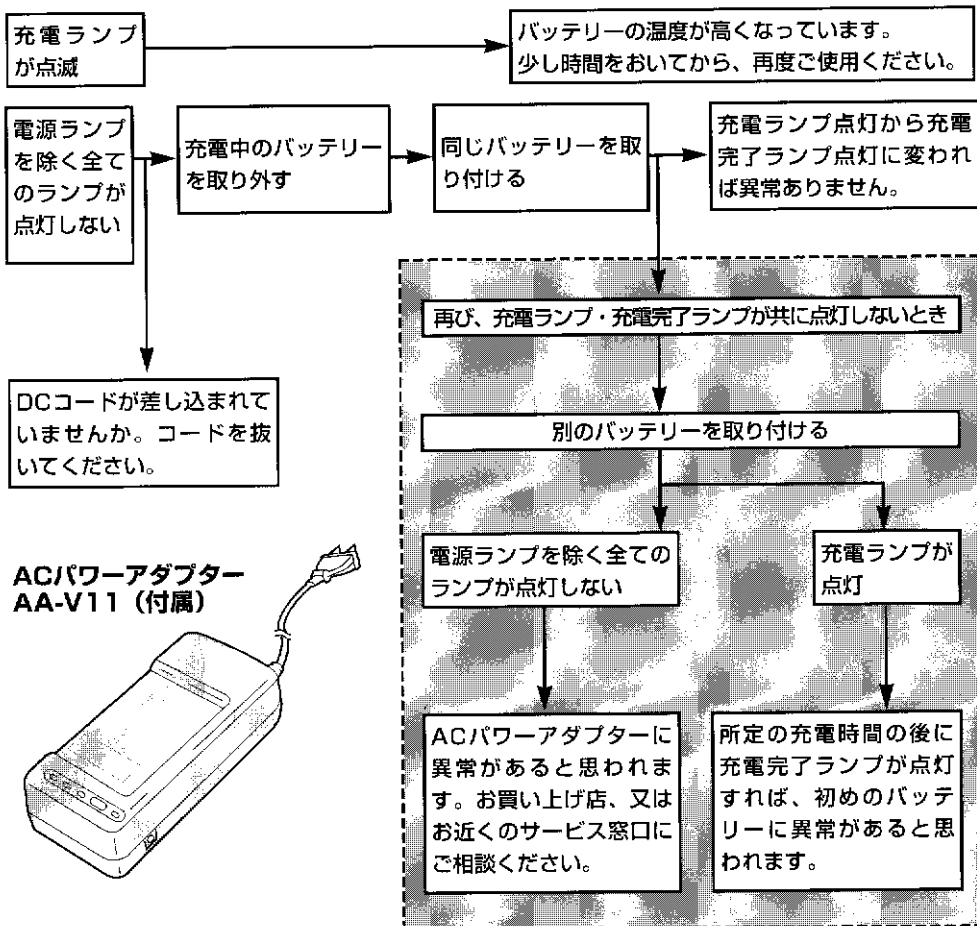 充電ランプ
が点滅
バッテリーの温度が高くなっています。
少し時間をおいてから、再度ご使用ください。
電源ランプ
を除く全て
のランプが
点灯しない
充電中のバッテリー
を取り外す
同じバッテリーを取
り付ける
充電ランプ点灯から充電
完了ランプ点灯に変われ
ば異常ありません。
再び、充電ランプ・充電完了ランプが共に点灯しないとき
DCコードが差し込まれて
いませんか。コードを抜
いてください。
別のバッテリーを取り付ける
電源ランプを除く全ての
ランプが点灯しない
充電ランプが
点灯
ACパワーアダプター
AA-V11（付属）
ACパワーアダプターに
異常があると思われま
す。お買い上げ店、又は
お近くのサービス窓口に
ご相談ください。
所定の充電時間の後に
充電完了ランプが点灯
すれば、初めのバッテ
リーに異常があると思
われます。